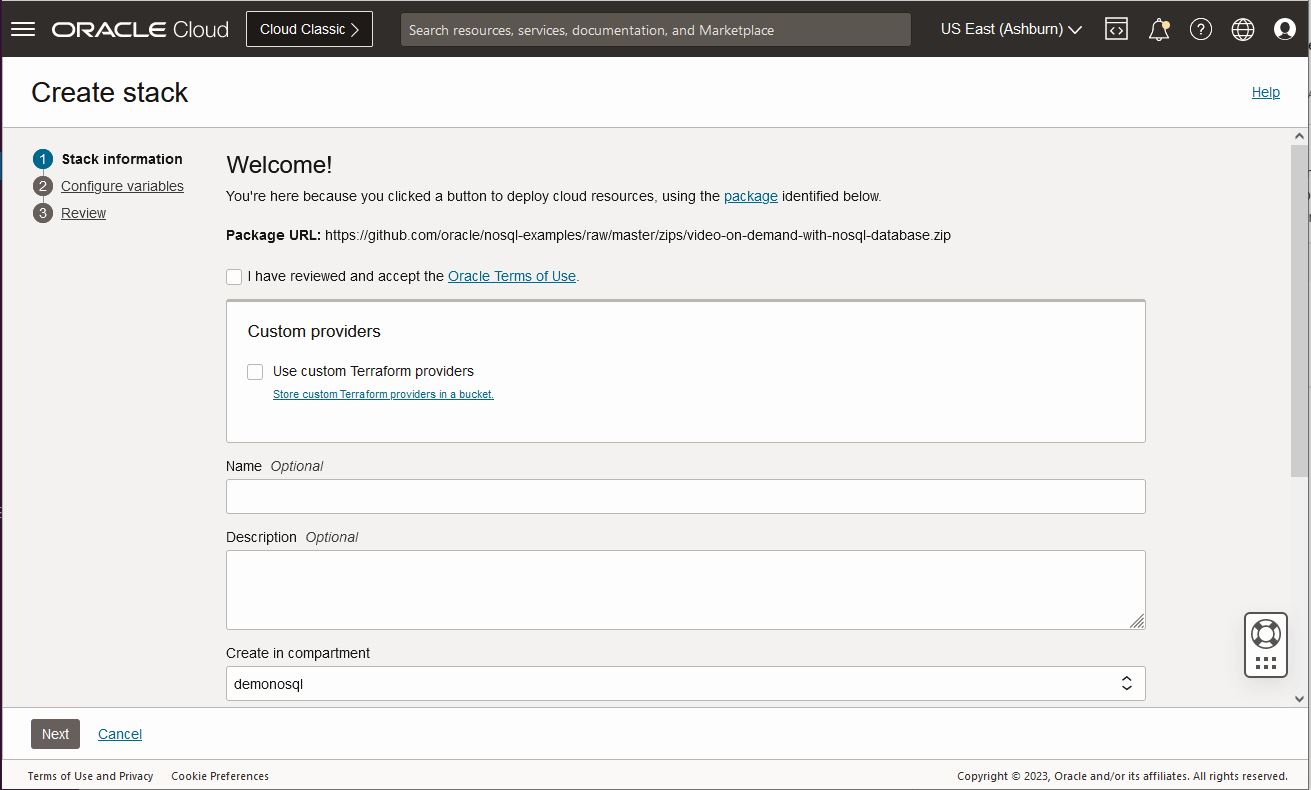 ORACLE Cloud Cloud Classic Search resources, services, documentation, and Marketplace US East (Ashburn)
Create stack Help
1 Stack information
2 Configure variables
3 Review
Welcome!
You're here because you clicked a button to deploy cloud resources, using the package identified below.
Package URL: https://github.com/oracle/nosql-examples/raw/master/zips/video-on-demand-with-nosql-database.zip
I have reviewed and accept the Oracle Terms of Use.
Custom providers
Use custom Terraform providers
Store custom Terraform providers in a bucket.
Name Optional
Description Optional
Create in compartment
demonosql
Next Cancel
Terms of Use and Privacy Cookie Preferences Copyright © 2023, Oracle and/or its affiliates. All rights reserved.